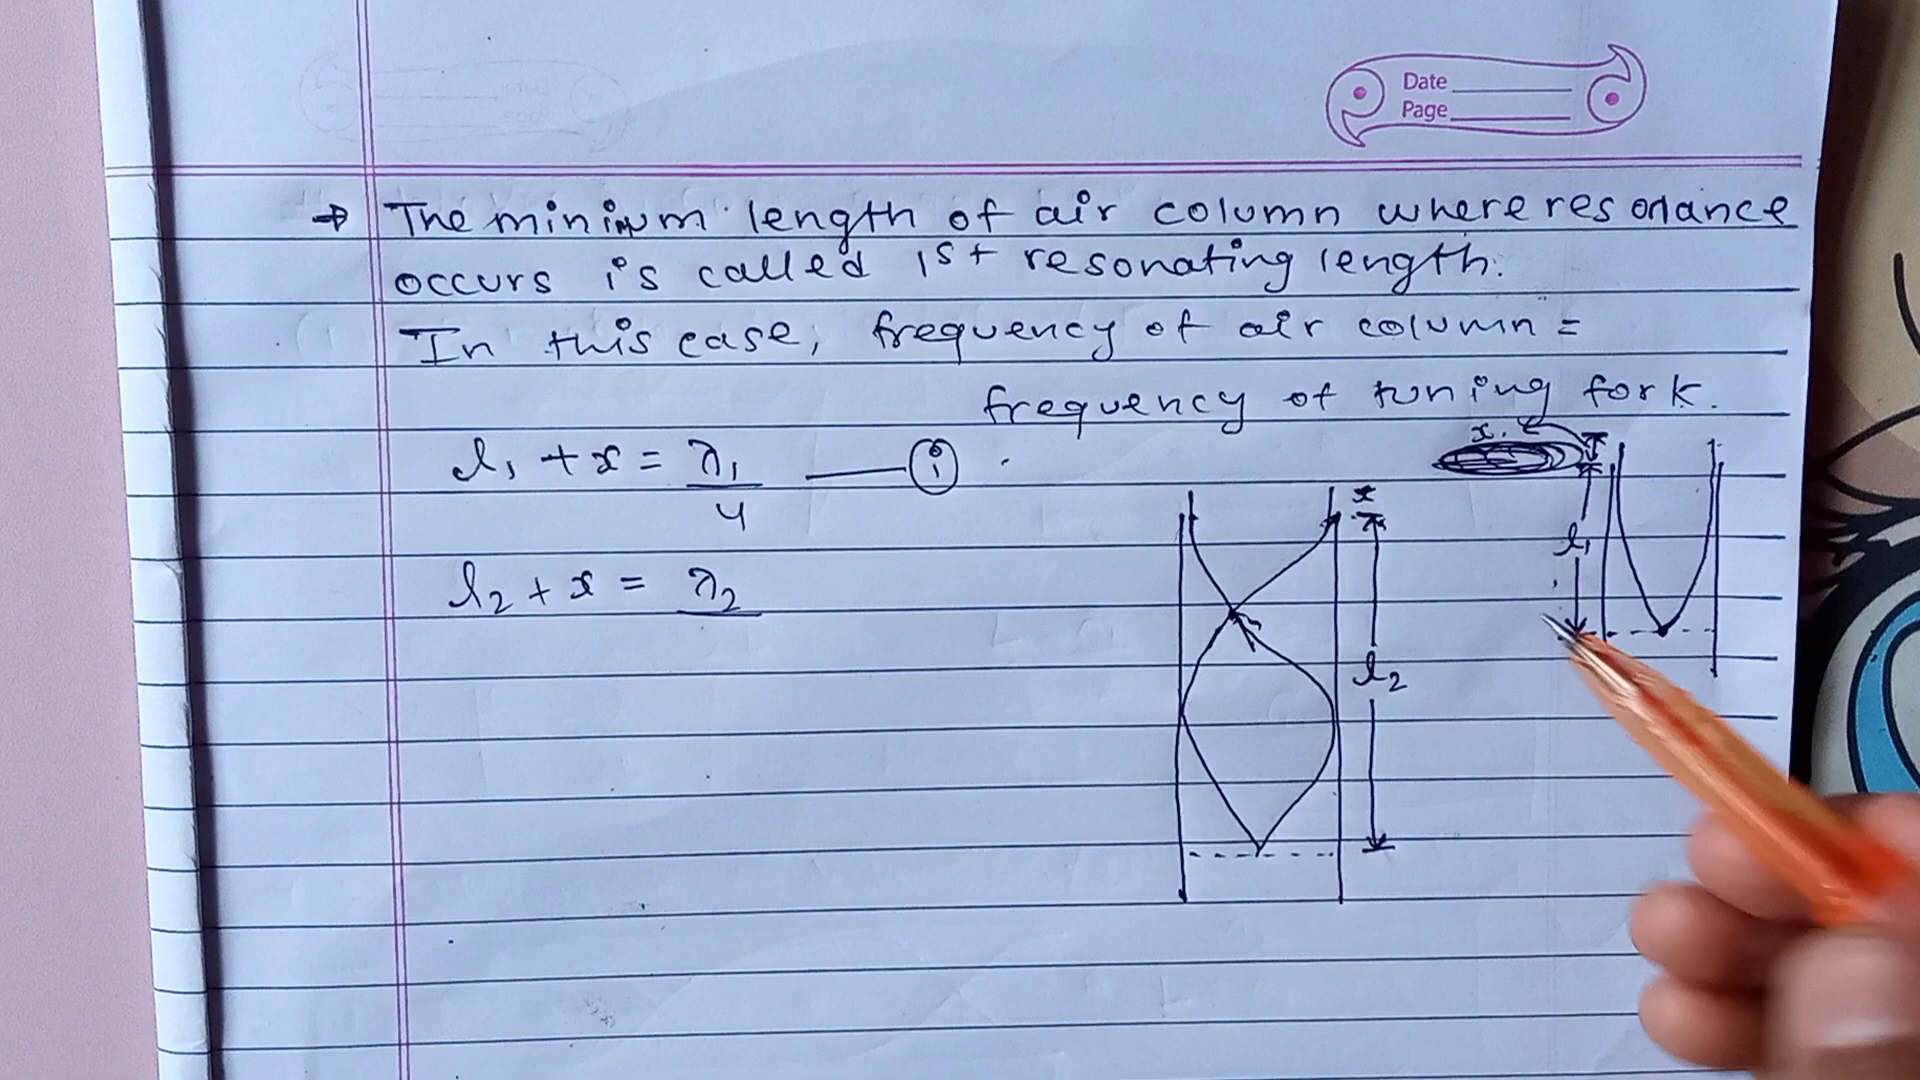 Date
Page
→ The minimum length of air column where resonance
occurs is called 1st resonating length.
In this case, frequency of air column =
frequency of tuning fork.
l₁ + x = λ₁/4 —— (i)
l₂ + x = λ₂
x
l₂
x.
l₁